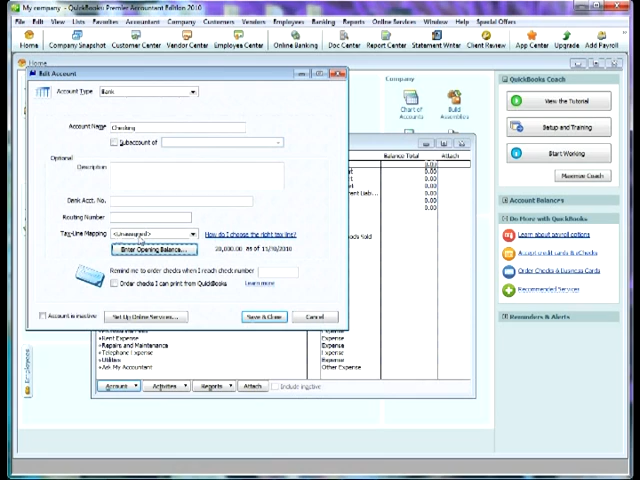 My company - QuickBooks Premier Accountant Edition 2010
File Edit View Lists Favorites Accountant Company Customers Vendors Employees Banking Reports Online Services Window Help Special Offers
Home Company Snapshot Customer Center Vendor Center Employee Center Online Banking Doc Center Report Center Statement Writer Client Review App Center Upgrade Add Payroll
Home
Edit Account
Account Type Bank
Account Name Checking
Subaccount of
Optional
Description
Bank Acct. No.
Routing Number
Tax-Line Mapping <Unassigned> How do I choose the right tax line?
Enter Opening Balance... 20,000.00 as of 11/30/2010
Remind me to order checks when I reach check number
Order checks I can print from QuickBooks Learn more
Account is inactive Set Up Online Services... Save & Close Cancel
Company
Chart of Accounts
Build Assemblies
Balance Total Attach
0.00
0.00
0.00
0.00
0.00
Rent Expense Expense
Repairs and Maintenance Expense
Telephone Expense Expense
Utilities Expense
Ask My Accountant Other Expense
Account Activities Reports Attach Include inactive
Employees
QuickBooks Coach
View the Tutorial
Setup and Training
Start Working
Maximize Coach
Account Balances
Do More with QuickBooks
Learn about payroll options
Accept credit cards & eChecks
Order Checks & Business Cards
Recommended Services
Reminders & Alerts